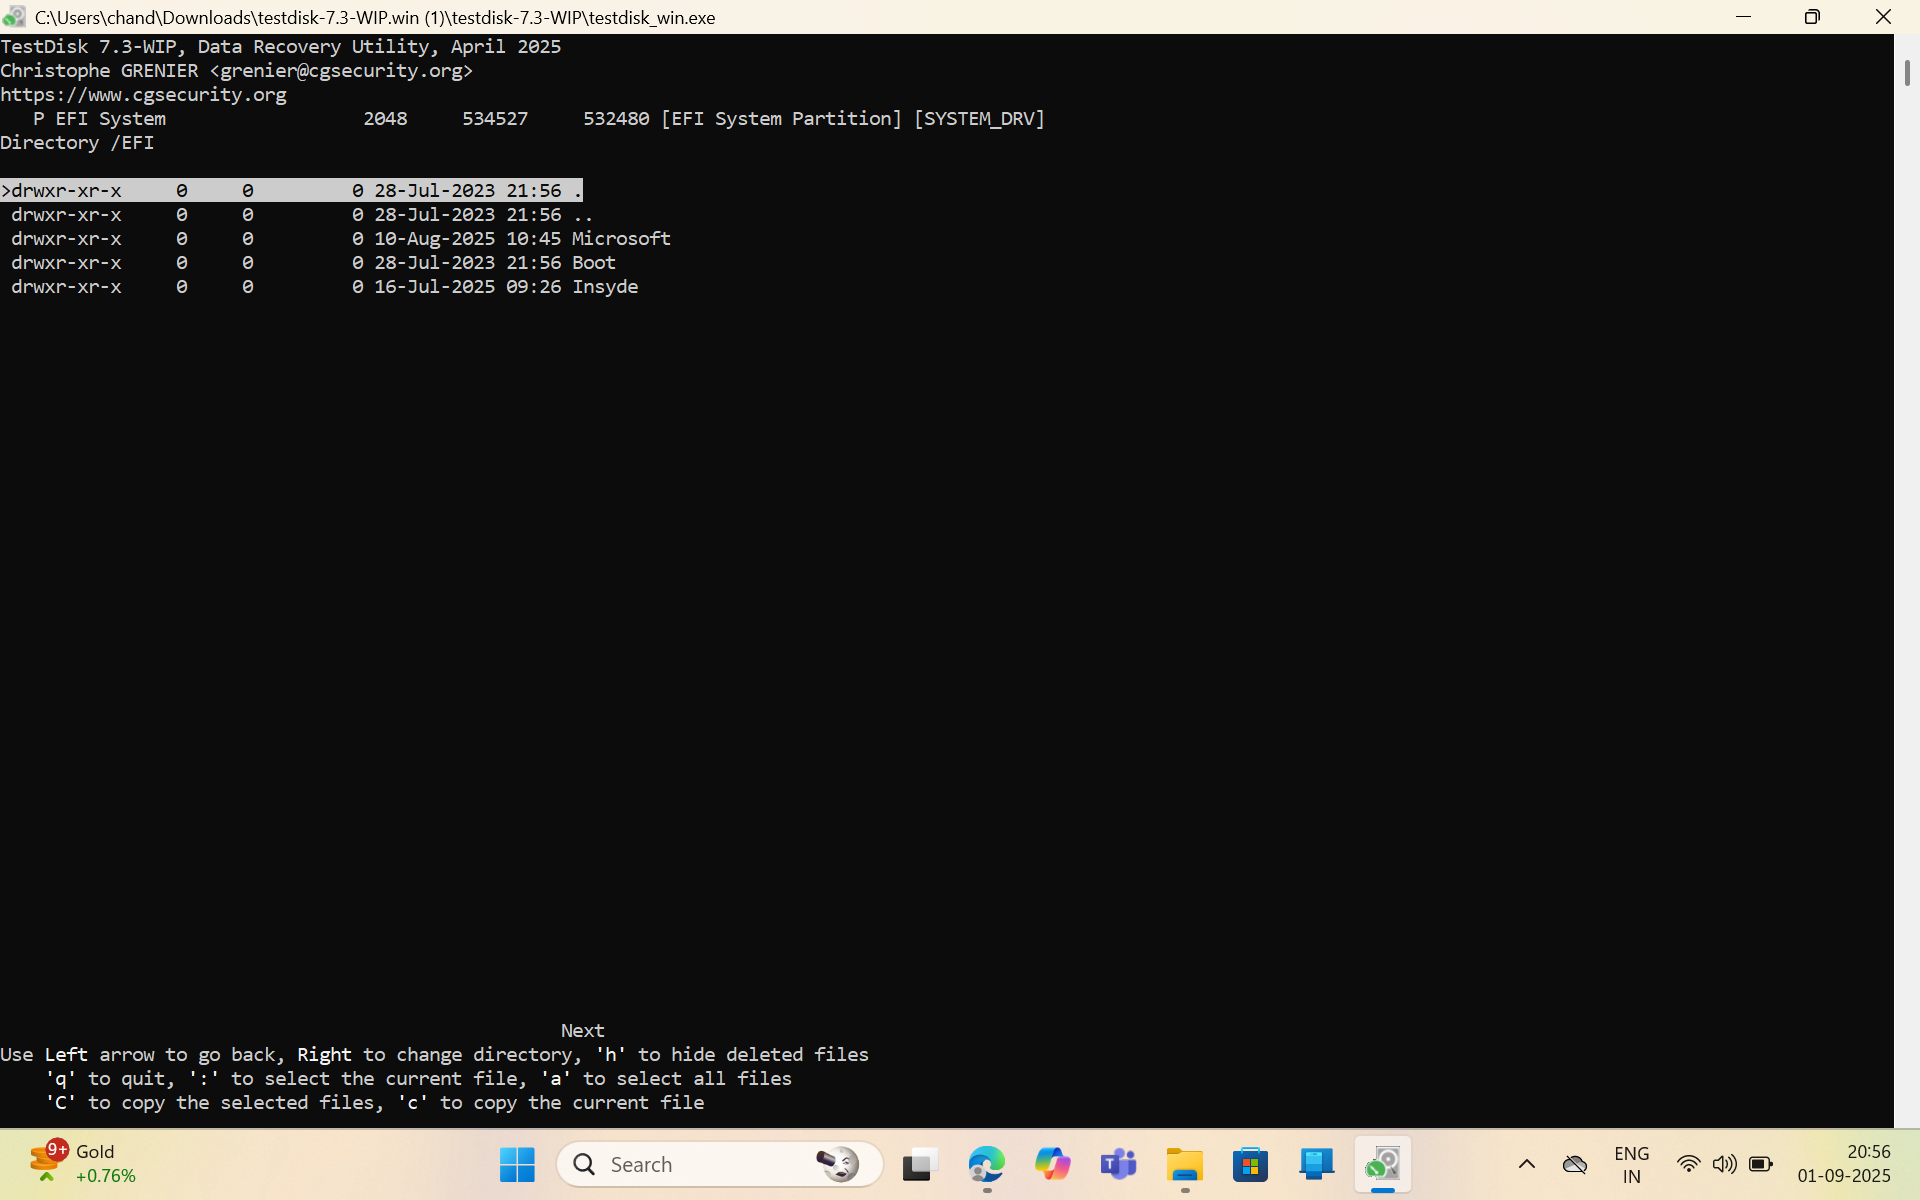 C:\Users\chand\Downloads\testdisk-7.3-WIP.win (1)\testdisk-7.3-WIP\testdisk_win.exe
TestDisk 7.3-WIP, Data Recovery Utility, April 2025
Christophe GRENIER <grenier@cgsecurity.org>
https://www.cgsecurity.org
   P EFI System                  2048     534527     532480 [EFI System Partition] [SYSTEM_DRV]
Directory /EFI
>drwxr-xr-x     0     0         0 28-Jul-2023 21:56 .
 drwxr-xr-x     0     0         0 28-Jul-2023 21:56 ..
 drwxr-xr-x     0     0         0 10-Aug-2025 10:45 Microsoft
 drwxr-xr-x     0     0         0 28-Jul-2023 21:56 Boot
 drwxr-xr-x     0     0         0 16-Jul-2025 09:26 Insyde
Next
Use Left arrow to go back, Right to change directory, 'h' to hide deleted files
    'q' to quit, ':' to select the current file, 'a' to select all files
    'C' to copy the selected files, 'c' to copy the current file
9+
Gold
+0.76%
Search
ENG
IN
20:56
01-09-2025